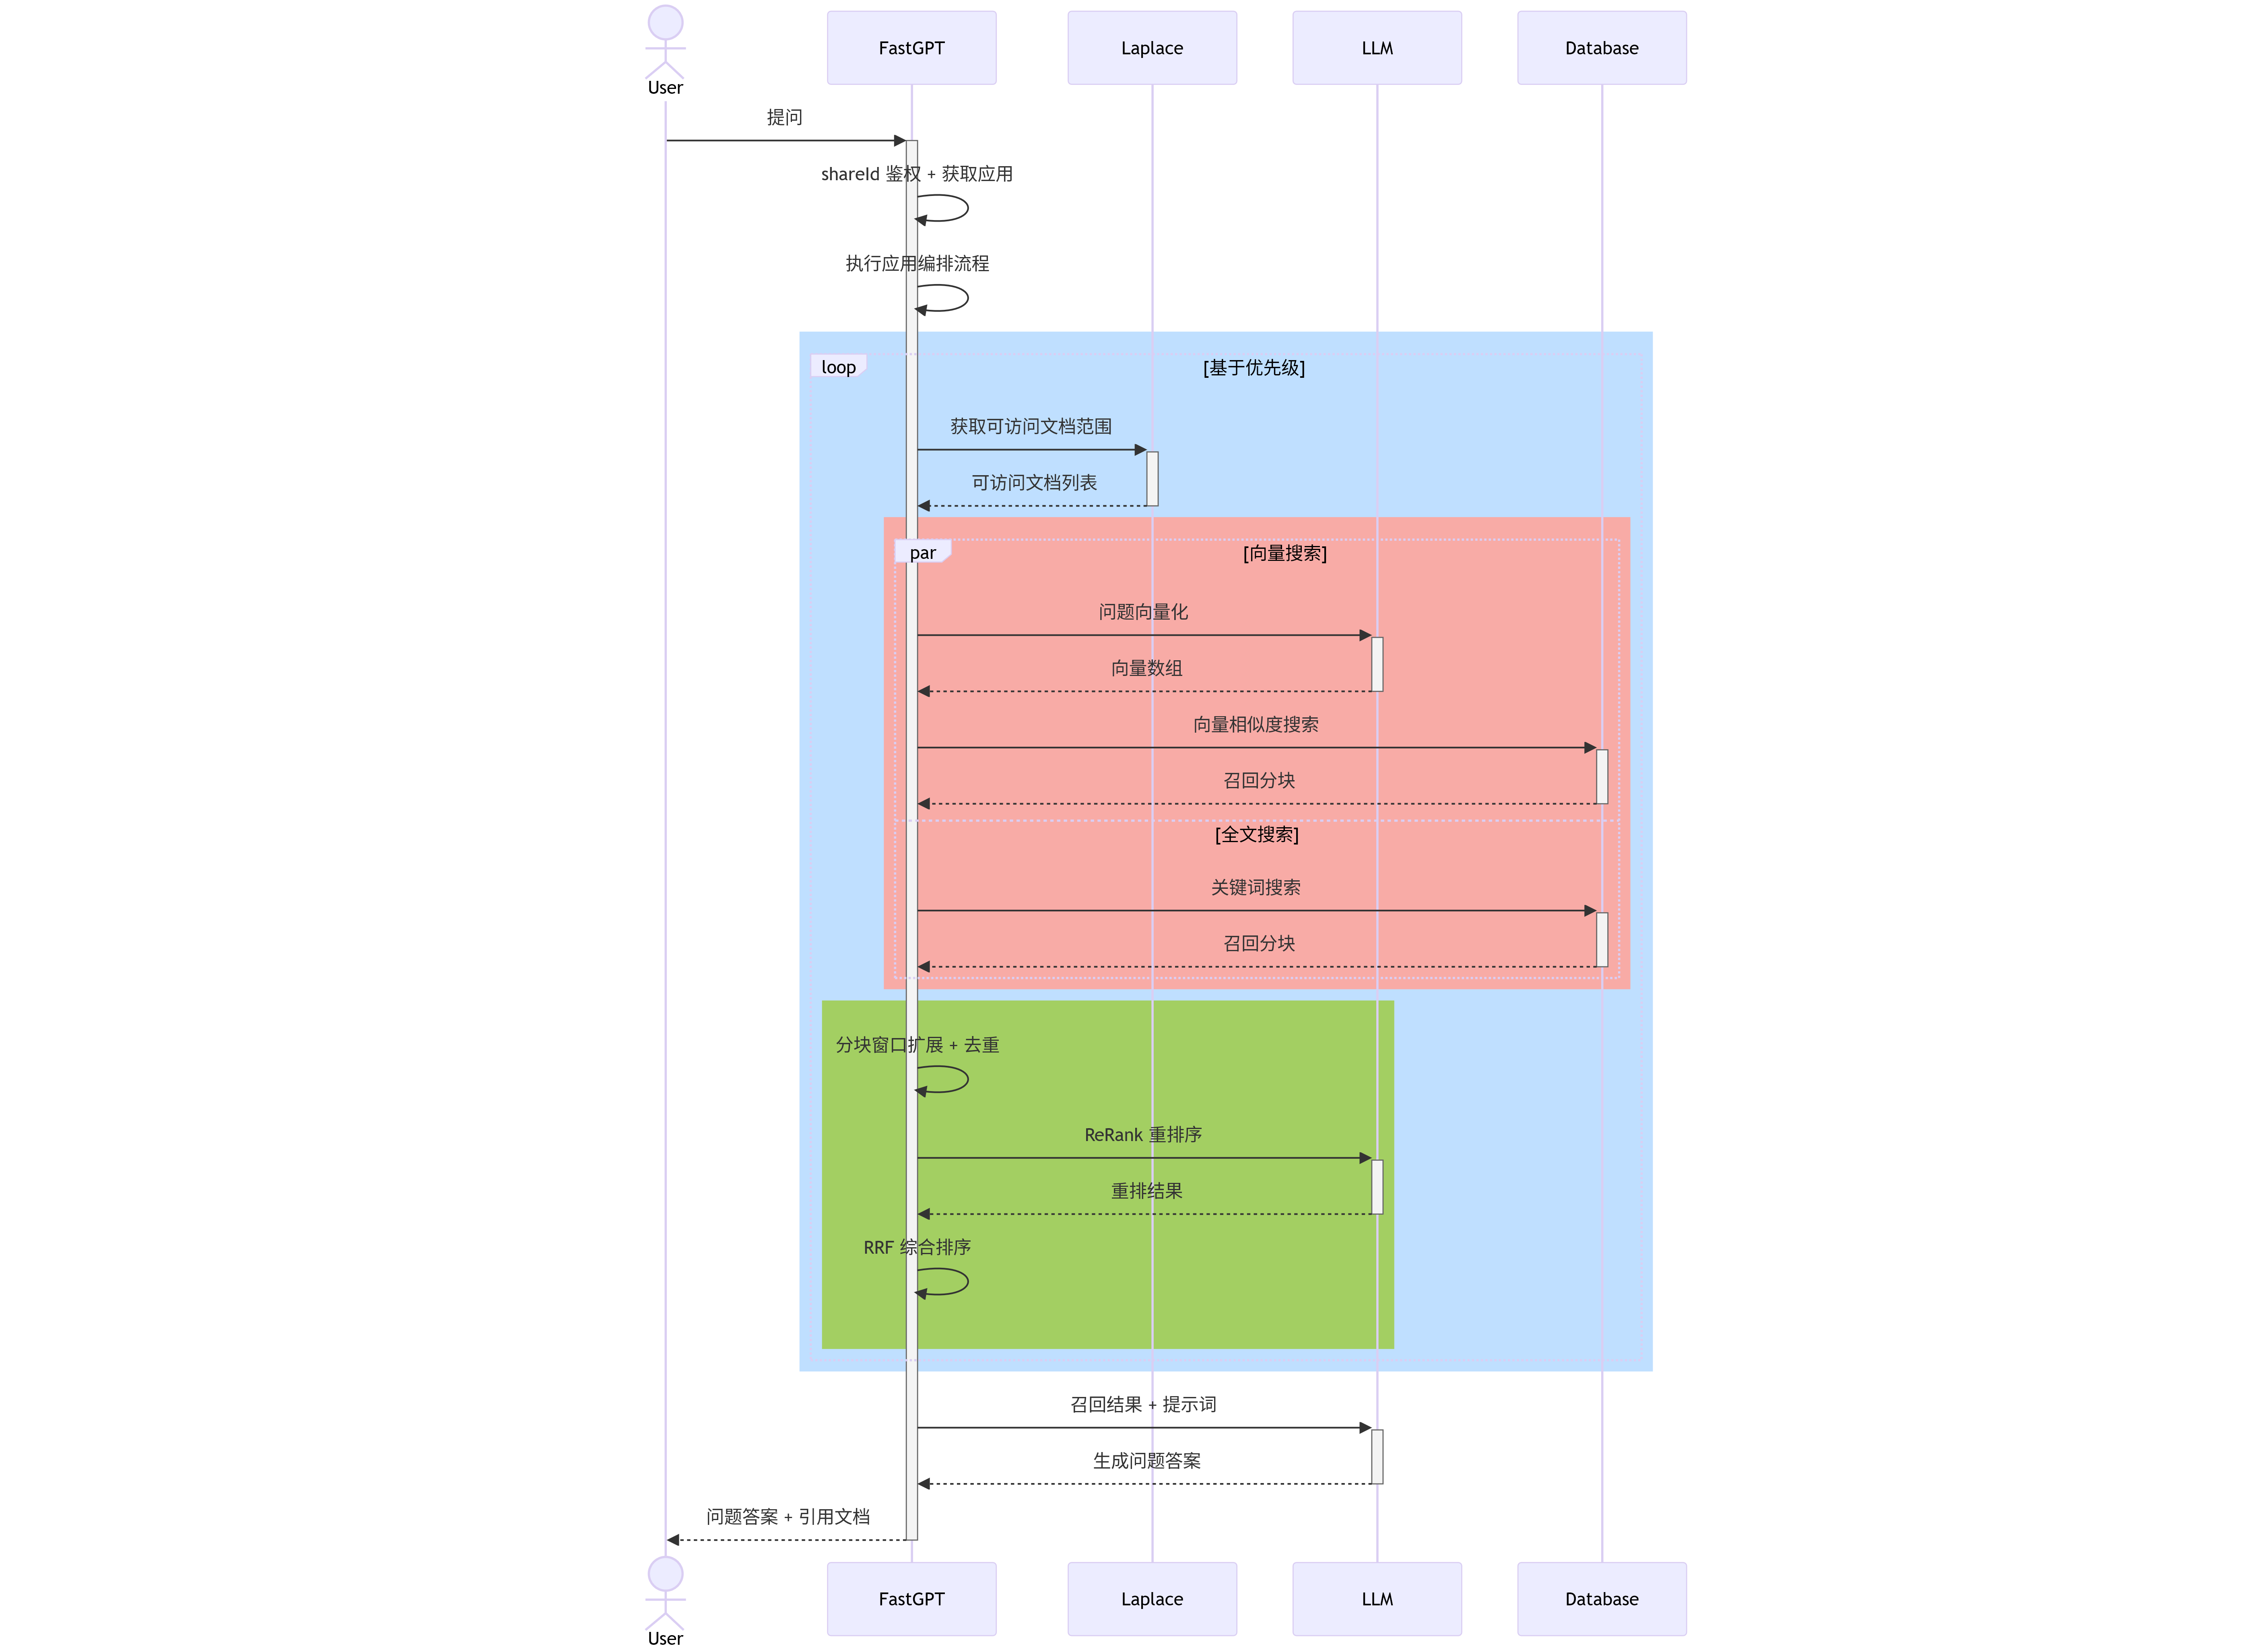 User
FastGPT
Laplace
LLM
Database
提问
shareId 鉴权 + 获取应用
执行应用编排流程
loop
[基于优先级]
获取可访问文档范围
可访问文档列表
par
[向量搜索]
问题向量化
向量数组
向量相似度搜索
召回分块
[全文搜索]
关键词搜索
召回分块
分块窗口扩展 + 去重
ReRank 重排序
重排结果
RRF 综合排序
召回结果 + 提示词
生成问题答案
问题答案 + 引用文档
User
FastGPT
Laplace
LLM
Database